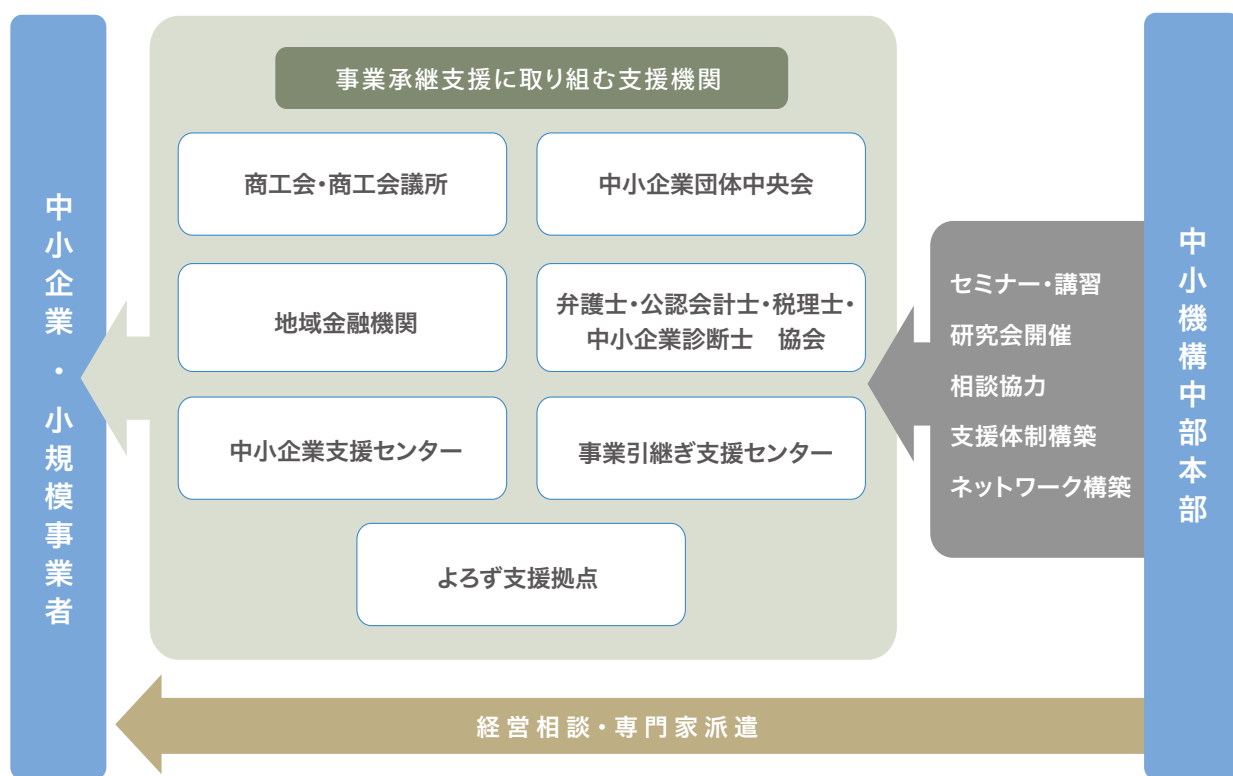 中小企業・小規模事業者
事業承継支援に取り組む支援機関
商工会・商工会議所
中小企業団体中央会
地域金融機関
弁護士・公認会計士・税理士・
中小企業診断士　協会
中小企業支援センター
事業引継ぎ支援センター
よろず支援拠点
セミナー・講習
研究会開催
相談協力
支援体制構築
ネットワーク構築
中小機構中部本部
経営相談・専門家派遣